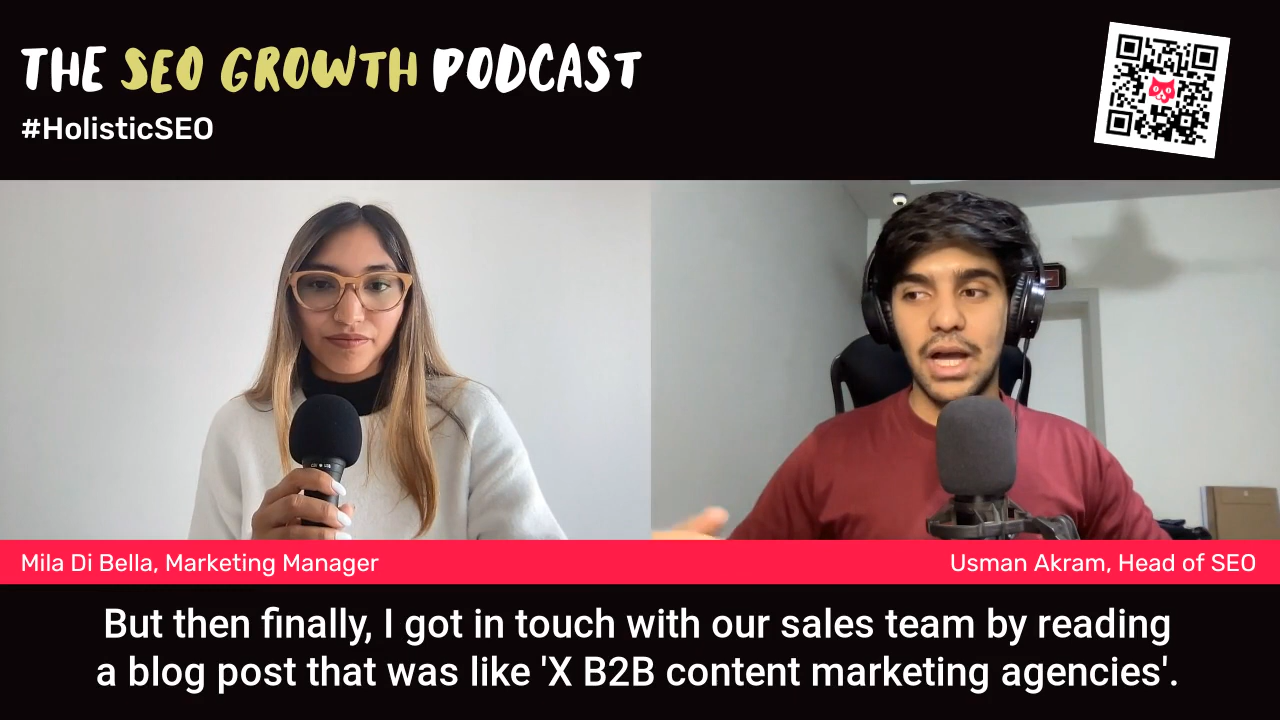 THE SEO GROWTH PODCAST
#HolisticSEO
Mila Di Bella, Marketing Manager
Usman Akram, Head of SEO
But then finally, I got in touch with our sales team by reading
a blog post that was like 'X B2B content marketing agencies'.